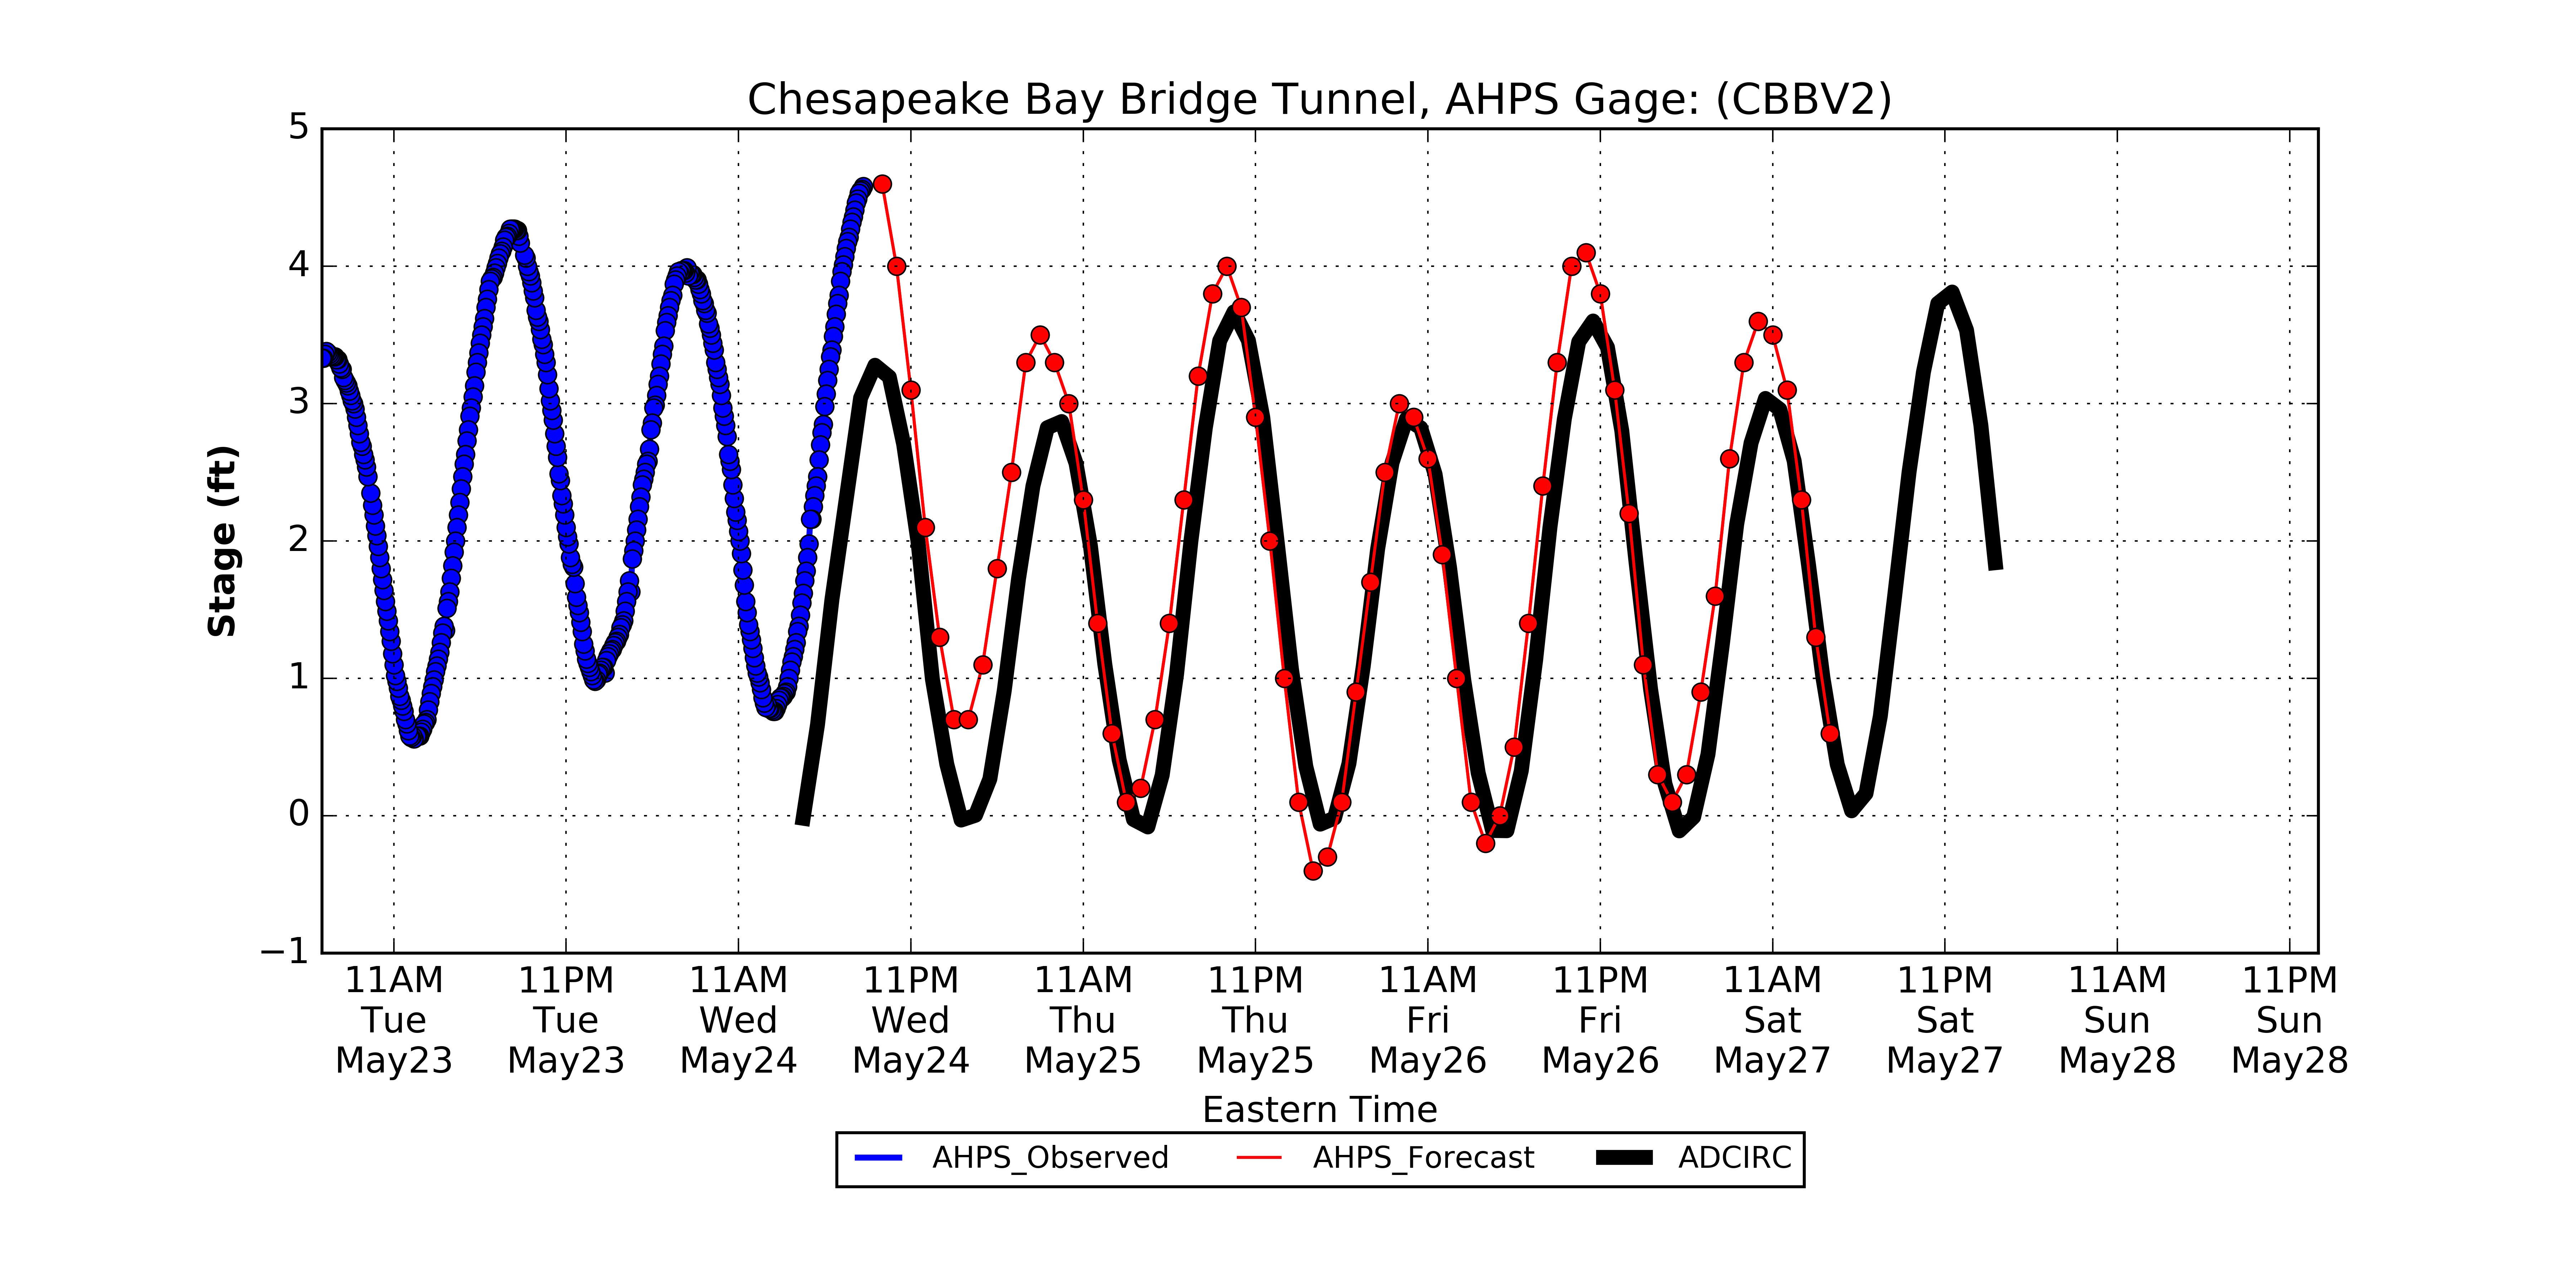 Chesapeake Bay Bridge Tunnel, AHPS Gage: (CBBV2)
5
4
3
2
1
0
−1
Stage (ft)
11AM 11PM 11AM 11PM 11AM 11PM 11AM 11PM 11AM 11PM 11AM 11PM
Tue Tue Wed Wed Thu Thu Fri Fri Sat Sat Sun Sun
May23 May23 May24 May24 May25 May25 May26 May26 May27 May27 May28 May28
Eastern Time
AHPS_Observed AHPS_Forecast ADCIRC